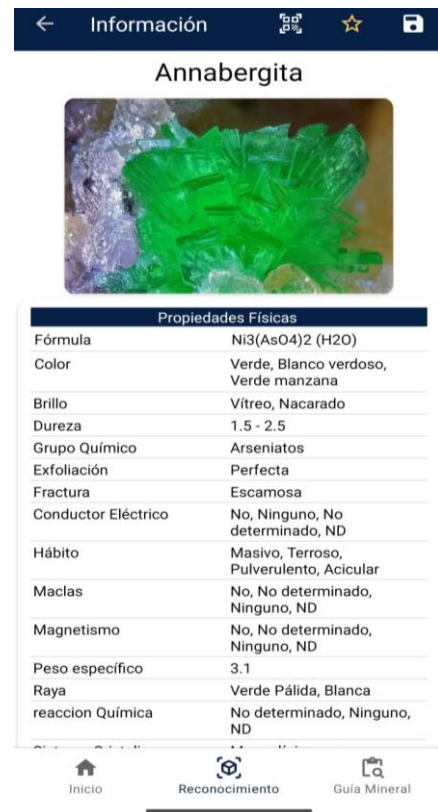 Información
Annabergita
Propiedades Físicas
Fórmula Ni3(AsO4)2 (H2O)
Color Verde, Blanco verdoso,
Verde manzana
Brillo Vítreo, Nacarado
Dureza 1.5 - 2.5
Grupo Químico Arseniatos
Exfoliación Perfecta
Fractura Escamosa
Conductor Eléctrico No, Ninguno, No
determinado, ND
Hábito Masivo, Terroso,
Pulverulento, Acicular
Maclas No, No determinado,
Ninguno, ND
Magnetismo No, No determinado,
Ninguno, ND
Peso específico 3.1
Raya Verde Pálida, Blanca
reaccion Química No determinado, Ninguno,
ND
Inicio Reconocimiento Guía Mineral